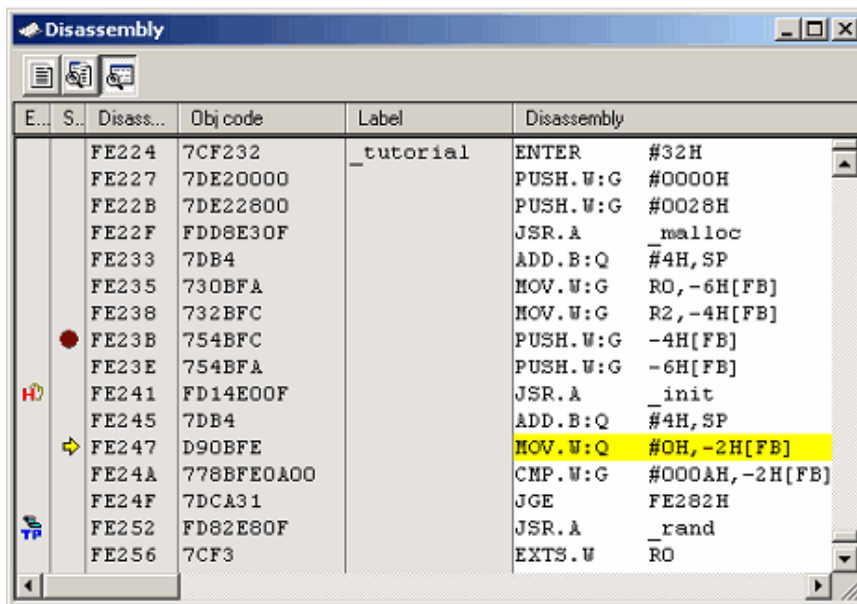 Disassembly
E... S.. Disass... Obj code Label Disassembly
FE224 7CF232 _tutorial ENTER #32H
FE227 7DE20000 PUSH.W:G #0000H
FE22B 7DE22800 PUSH.W:G #0028H
FE22F FDD8E30F JSR.A _malloc
FE233 7DB4 ADD.B:Q #4H,SP
FE235 730BFA MOV.W:G R0,-6H[FB]
FE238 732BFC MOV.W:G R2,-4H[FB]
FE23B 754BFC PUSH.W:G -4H[FB]
FE23E 754BFA PUSH.W:G -6H[FB]
H FE241 FD14E00F JSR.A _init
FE245 7DB4 ADD.B:Q #4H,SP
FE247 D90BFE MOV.W:Q #0H,-2H[FB]
FE24A 778BFE0A00 CMP.W:G #000AH,-2H[FB]
FE24F 7DCA31 JGE FE282H
TP FE252 FD82E80F JSR.A _rand
FE256 7CF3 EXTS.W R0